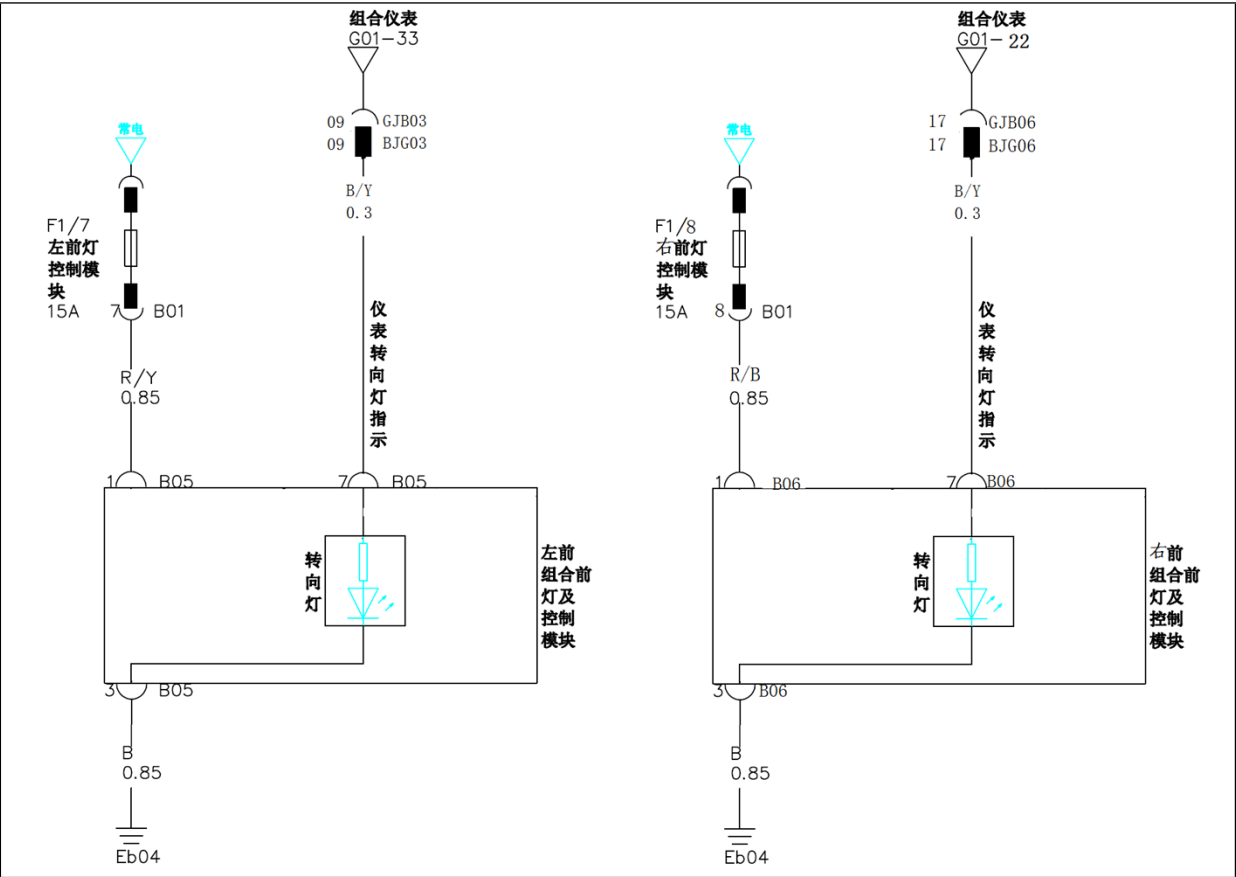 组合仪表
G01-33
09 GJB03
09 BJG03
B/Y
0.3
常电
F1/7
左前灯
控制模
块
15A 7 B01
R/Y
0.85
仪表转向灯指示
1 B05
7 B05
转向灯
左前
组合前
灯及
控制
模块
3 B05
B
0.85
Eb04
组合仪表
G01-22
17 GJB06
17 BJG06
B/Y
0.3
常电
F1/8
右前灯
控制模
块
15A 8 B01
R/B
0.85
仪表转向灯指示
1 B06
7 B06
转向灯
右前
组合前
灯及
控制
模块
3 B06
B
0.85
Eb04